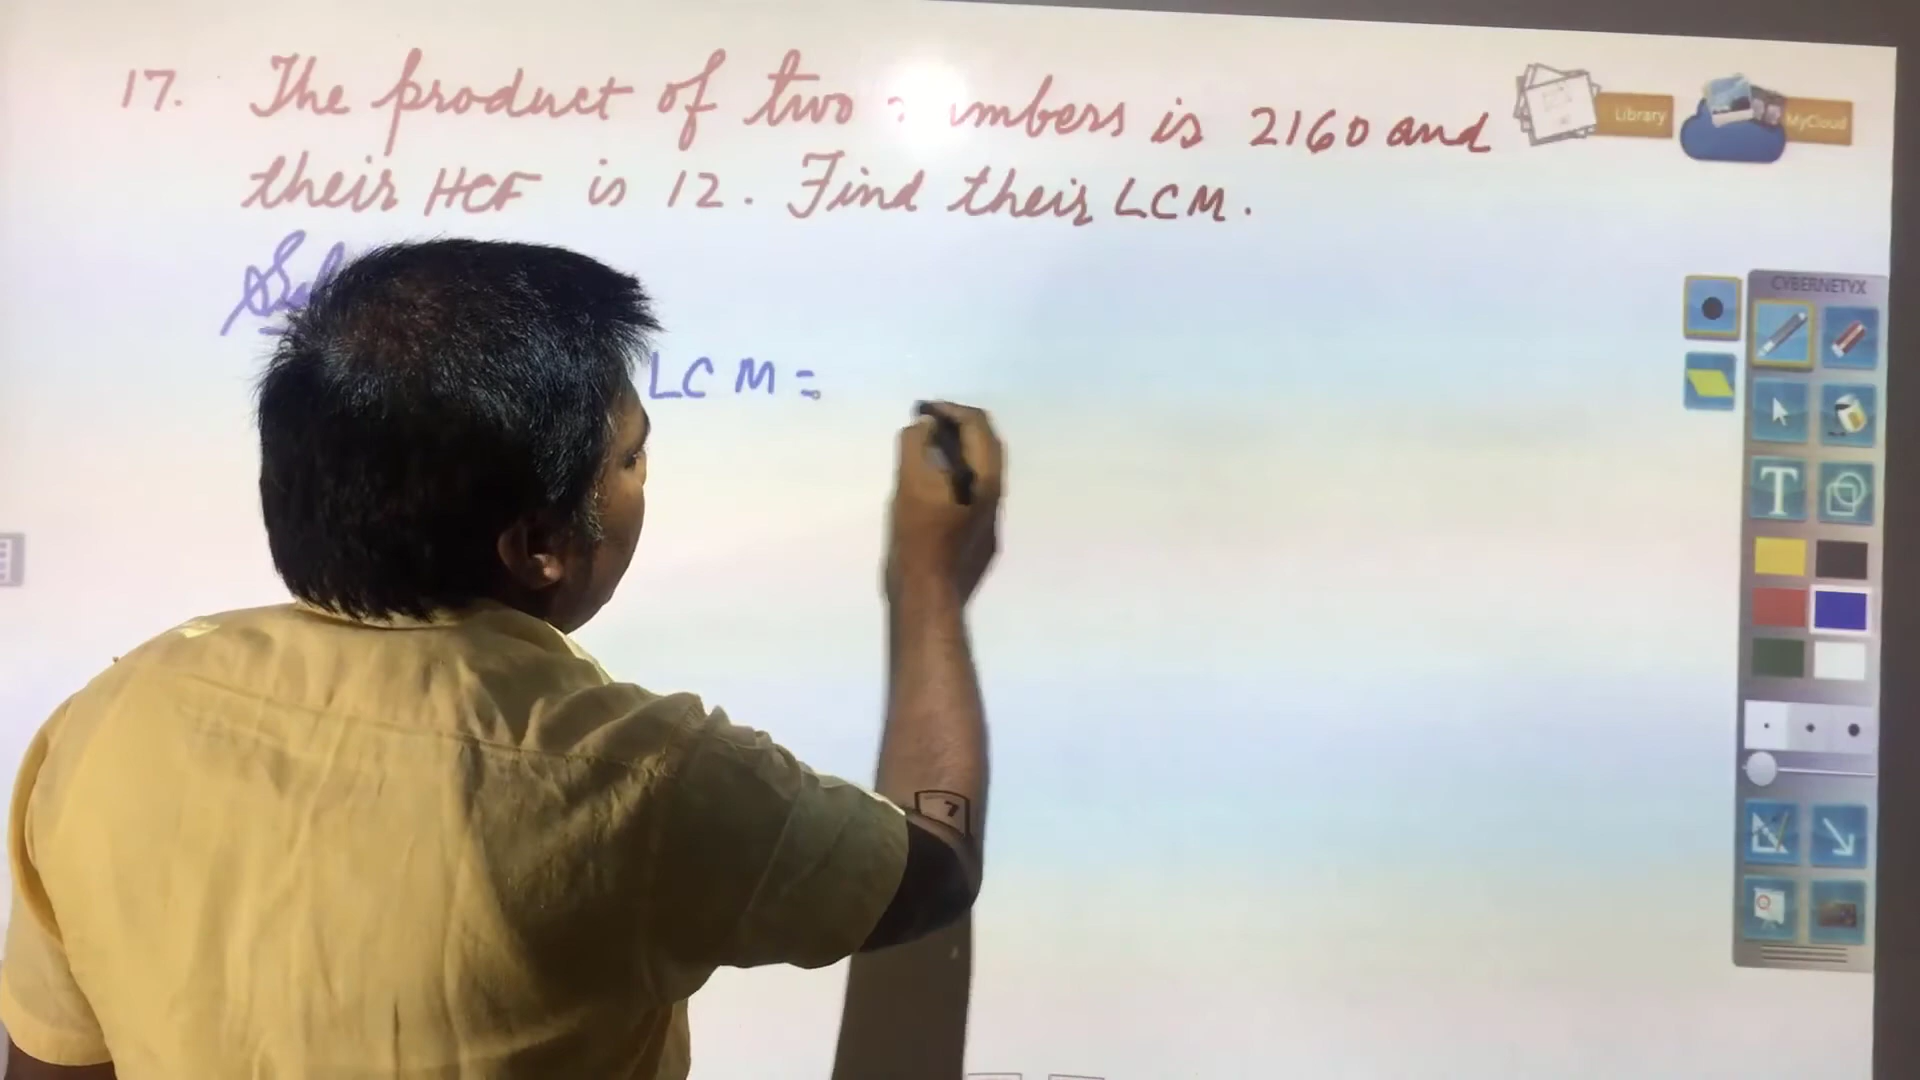 17. The product of two numbers is 2160 and
their HCF is 12. Find their LCM.
LCM =
Library
MyCloud
CYBERNETYX
T